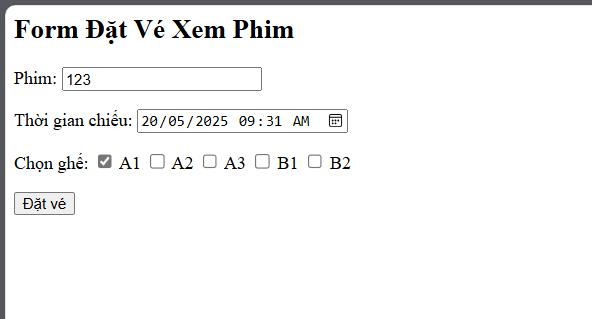 Form Đặt Vé Xem Phim
Phim: 123
Thời gian chiếu: 20/05/2025 09:31 AM
Chọn ghế: A1 A2 A3 B1 B2
Đặt vé